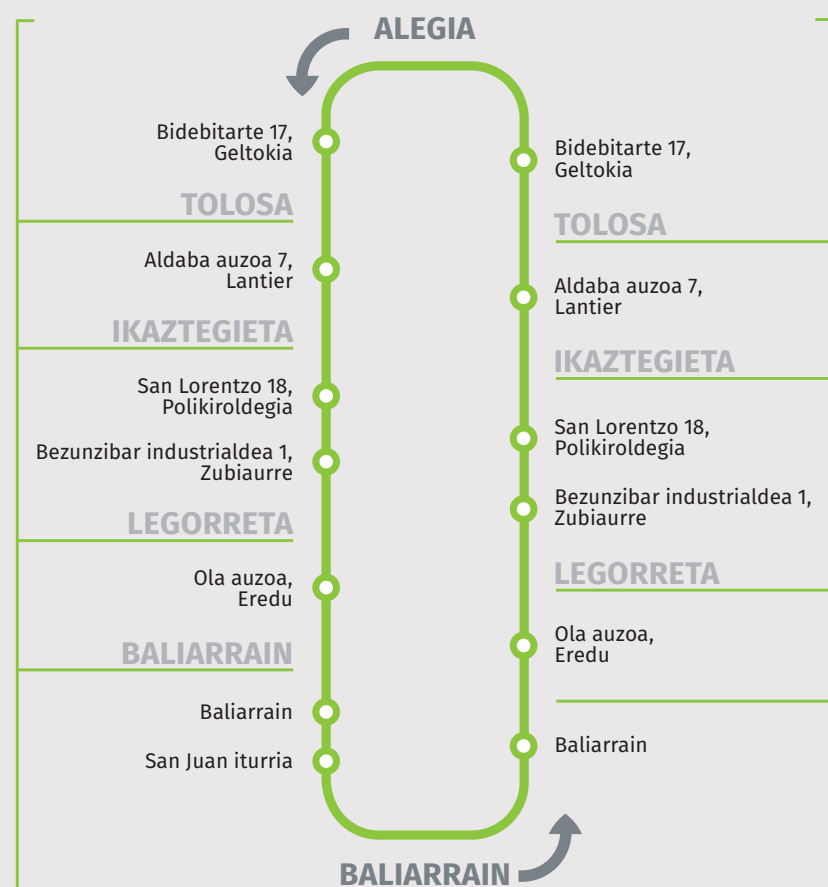 ALEGIA
Bidebitarte 17,
Geltokia
TOLOSA
Aldaba auzoa 7,
Lantier
IKAZTEGIETA
San Lorentzo 18,
Polikiroldegia
Bezunzibar industrialdea 1,
Zubiaurre
LEGORRETA
Ola auzoa,
Eredu
BALIARRAIN
Baliarrain
San Juan iturria
Bidebitarte 17,
Geltokia
TOLOSA
Aldaba auzoa 7,
Lantier
IKAZTEGIETA
San Lorentzo 18,
Polikiroldegia
Bezunzibar industrialdea 1,
Zubiaurre
LEGORRETA
Ola auzoa,
Eredu
Baliarrain
BALIARRAIN